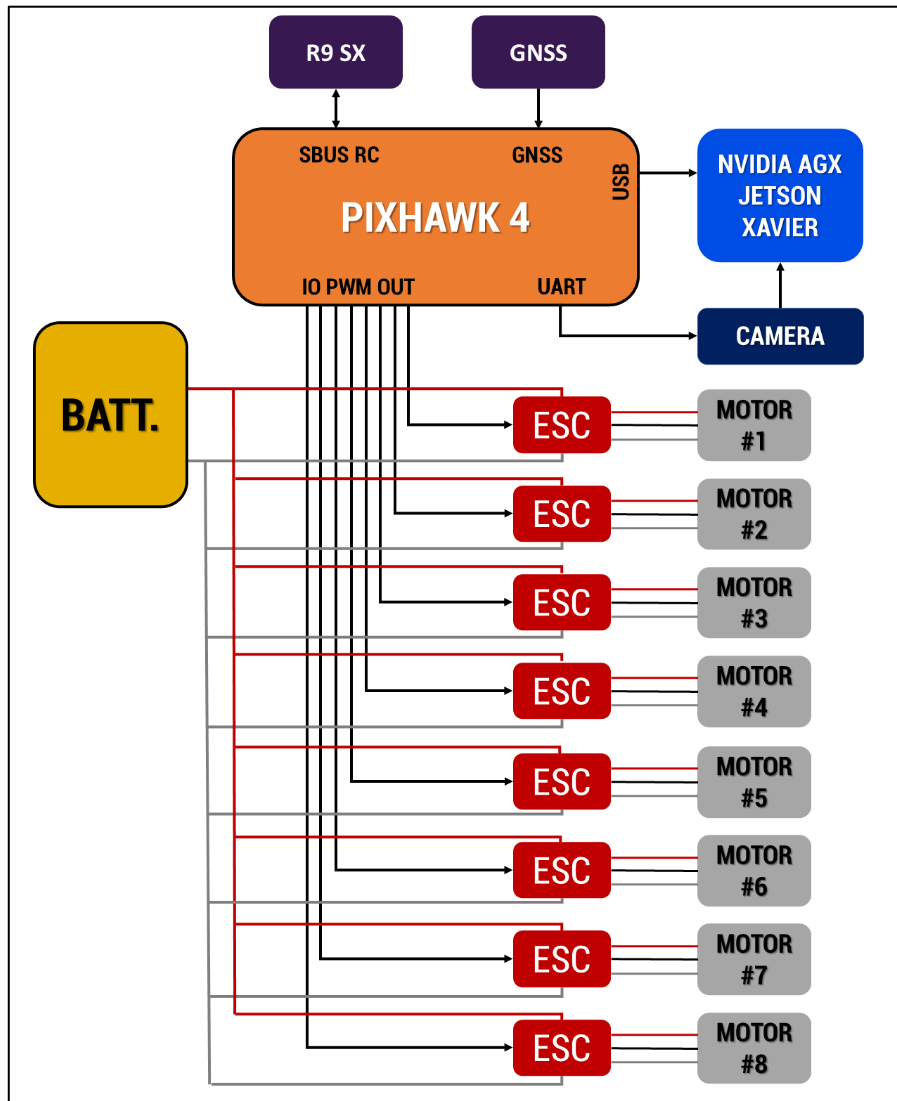 R9 SX
GNSS
SBUS RC
GNSS
USB
PIXHAWK 4
IO PWM OUT
UART
NVIDIA AGX
JETSON
XAVIER
CAMERA
BATT.
ESC
MOTOR
#1
ESC
MOTOR
#2
ESC
MOTOR
#3
ESC
MOTOR
#4
ESC
MOTOR
#5
ESC
MOTOR
#6
ESC
MOTOR
#7
ESC
MOTOR
#8